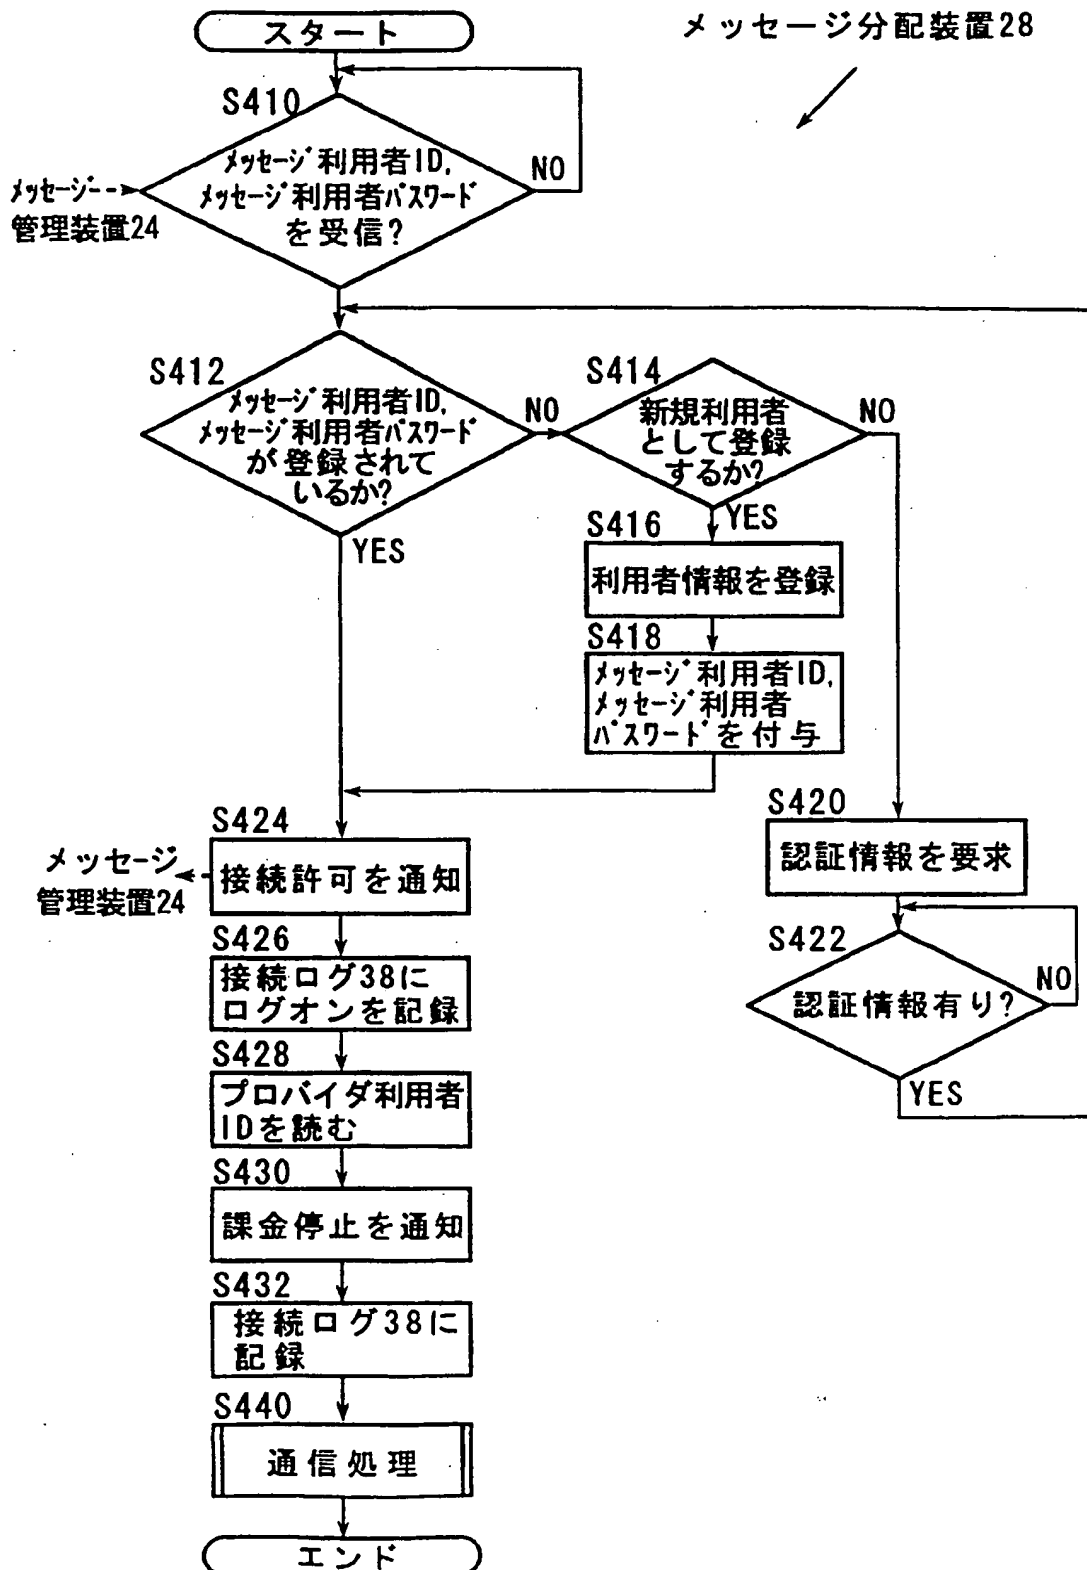 スタート
メッセージ分配装置28
S410
メッセージ利用者ID,
メッセージ利用者パスワード
を受信?
NO
メッセージ
管理装置24
S412
メッセージ利用者ID,
メッセージ利用者パスワード
が登録されて
いるか?
NO
YES
S414
新規利用者
として登録
するか?
NO
YES
S416
利用者情報を登録
S418
メッセージ利用者ID,
メッセージ利用者
パスワードを付与
S420
認証情報を要求
S422
認証情報有り?
NO
YES
S424
接続許可を通知
メッセージ
管理装置24
S426
接続ログ38に
ログオンを記録
S428
プロバイダ利用者
IDを読む
S430
課金停止を通知
S432
接続ログ38に
記録
S440
通信処理
エンド